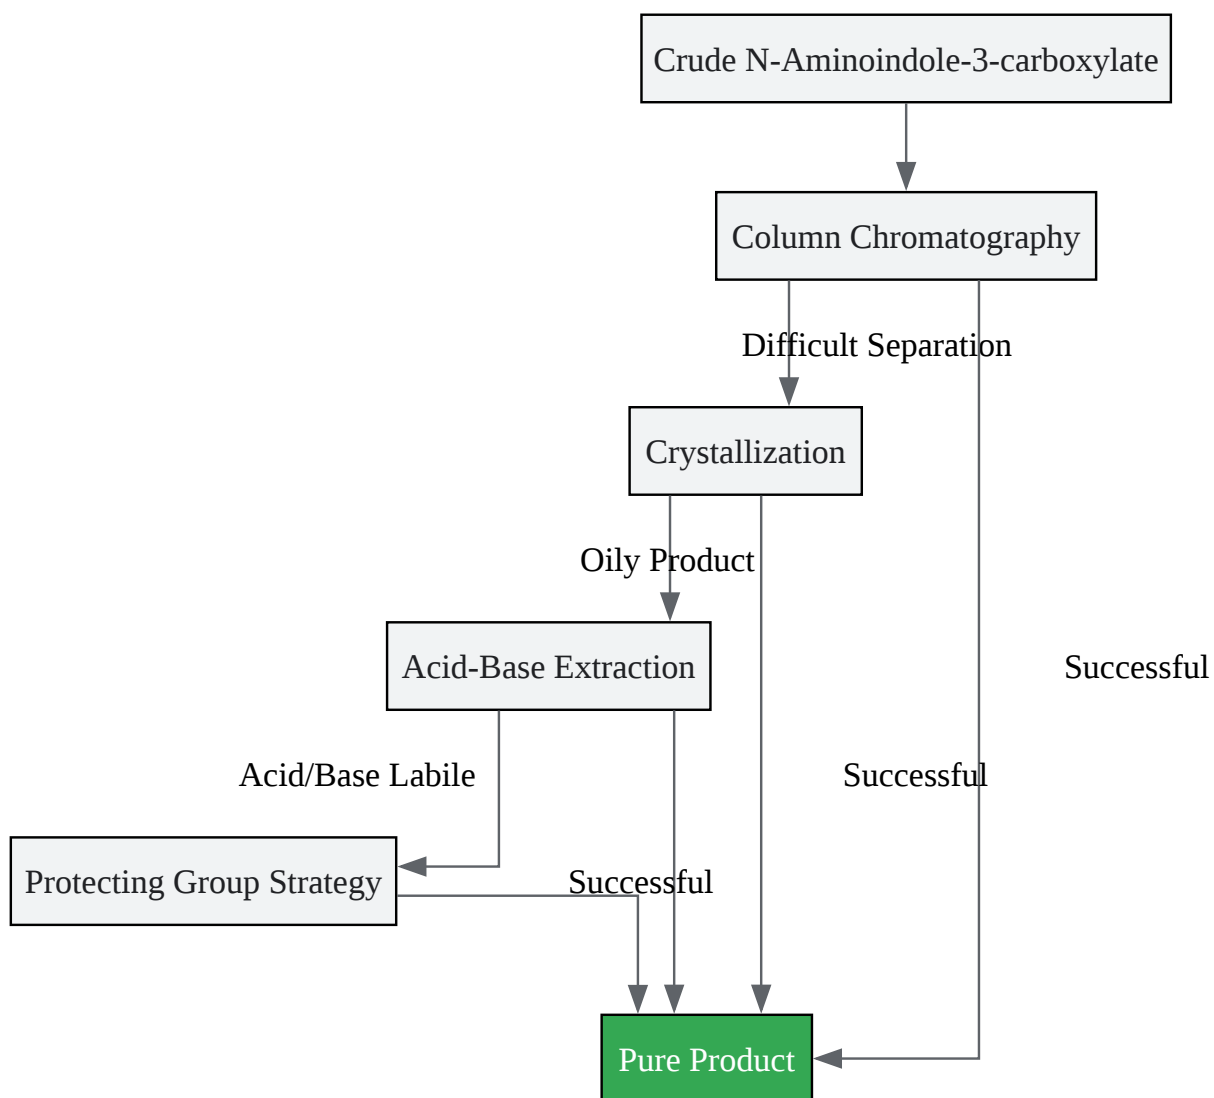 Crude N-Aminoindole-3-carboxylate
Column Chromatography
Difficult Separation
Crystallization
Oily Product
Acid-Base Extraction
Successful
Acid/Base Labile
Successful
Protecting Group Strategy
Successful
Pure Product